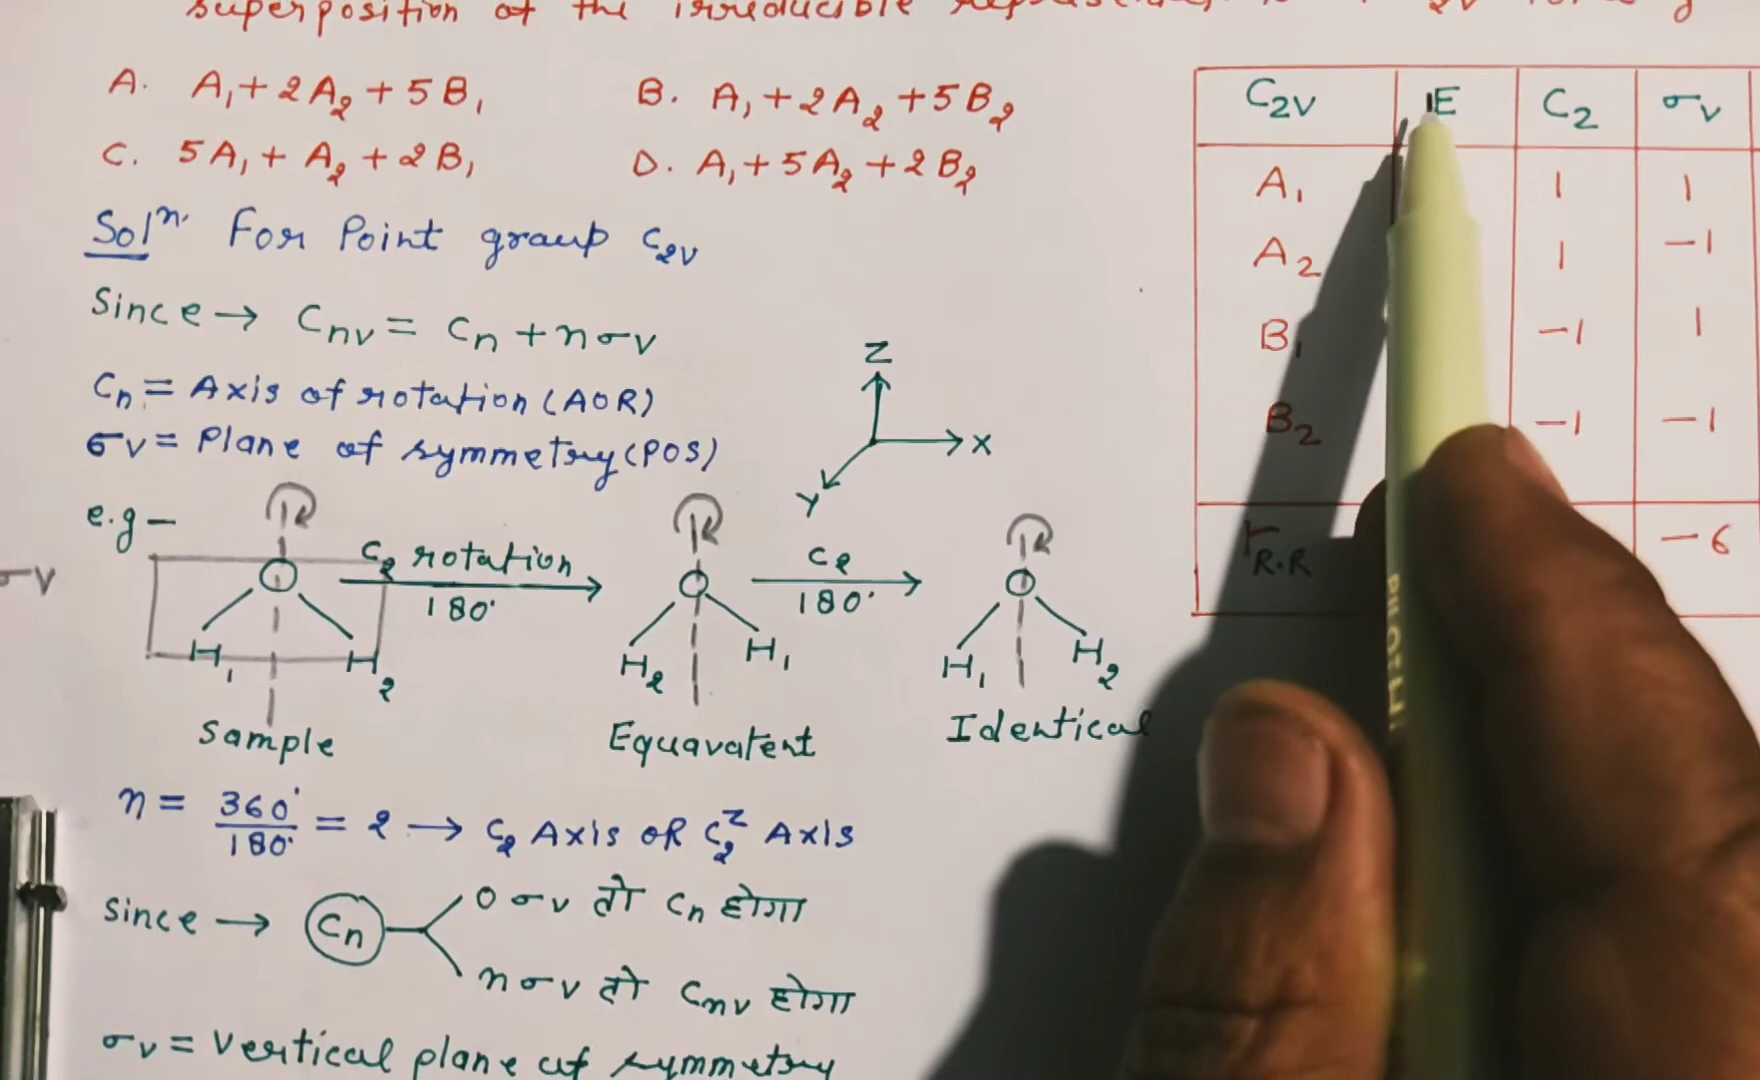 superposition of the irreducible
A. A₁+2A₂+5B₁ B. A₁+2A₂+5B₂
C. 5A₁+A₂+2B₁ D. A₁+5A₂+2B₂
Solⁿ. For Point group C₂v
Since → Cnv = Cn + nσv
Cn = Axis of rotation (AOR)
σv = Plane of symmetry (POS)
Z
X
Y
e.g –
C₂ rotation
180°
O
H₁ H₂
Sample
O
H₂ H₁
Equavatent
C₂
180°
O
H₁ H₂
Identical
η = 360°/180° = 2 → C₂ Axis OR C₂ᶻ Axis
Since → Cn
0 σv तो Cn होगा
nσv तो Cnv होगा
σv = vertical plane of symmetry
σv
C₂v E C₂ σv
A₁ 1 1
A₂ 1 -1
B₁ -1 1
B₂ -1 -1
ΓR.R -6
PILOT